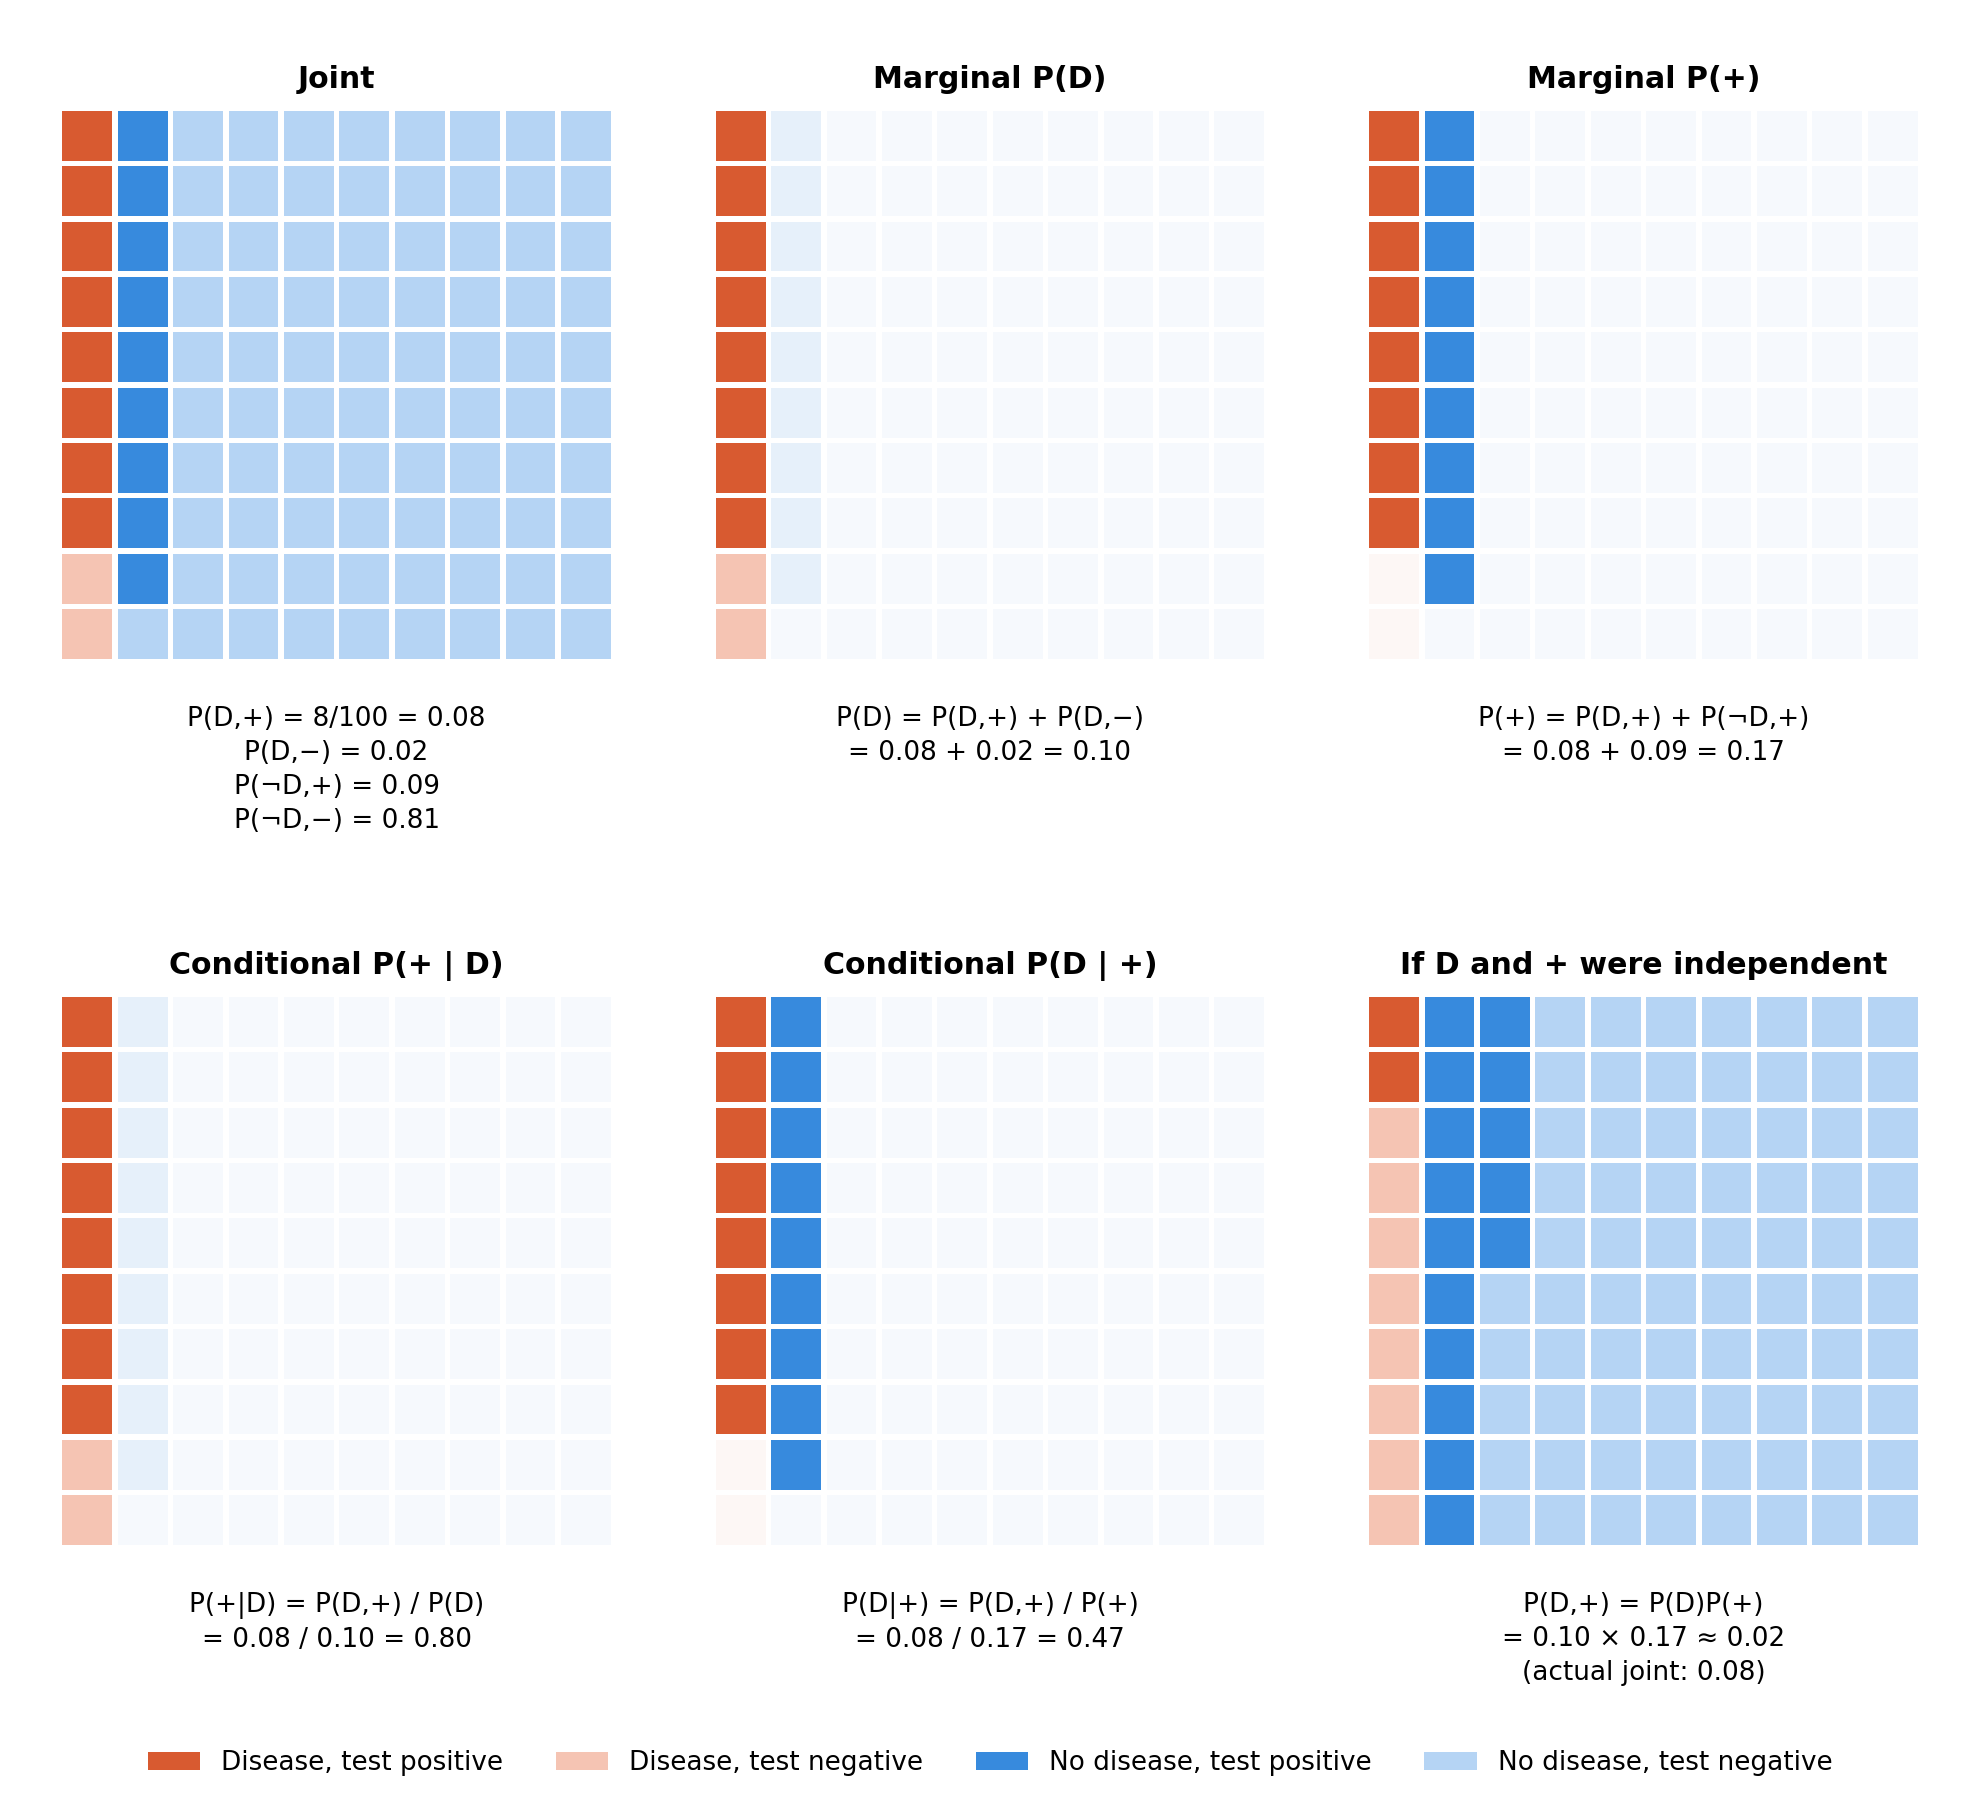 Joint
Marginal P(D)
Marginal P(+)
P(D,+) = 8/100 = 0.08
P(D,−) = 0.02
P(¬D,+) = 0.09
P(¬D,−) = 0.81
P(D) = P(D,+) + P(D,−)
= 0.08 + 0.02 = 0.10
P(+) = P(D,+) + P(¬D,+)
= 0.08 + 0.09 = 0.17
Conditional P(+ | D)
Conditional P(D | +)
If D and + were independent
P(+|D) = P(D,+) / P(D)
= 0.08 / 0.10 = 0.80
P(D|+) = P(D,+) / P(+)
= 0.08 / 0.17 = 0.47
P(D,+) = P(D)P(+)
= 0.10 × 0.17 ≈ 0.02
(actual joint: 0.08)
Disease, test positive
Disease, test negative
No disease, test positive
No disease, test negative